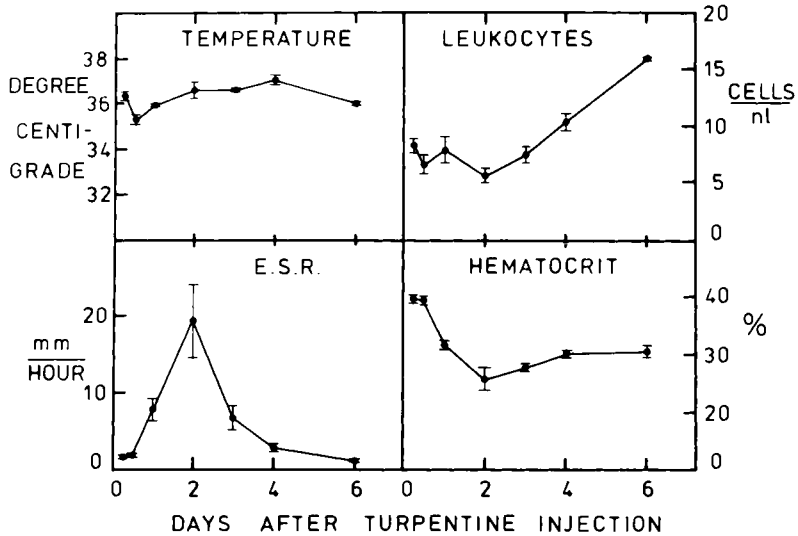 TEMPERATURE
LEUKOCYTES
DEGREE
CENTI-
GRADE
38
36
34
32
20
15
10
5
0
CELLS
nl
E.S.R.
HEMATOCRIT
mm
HOUR
20
10
0
40
30
20
10
0
%
0 2 4 6
0 2 4 6
DAYS AFTER TURPENTINE INJECTION